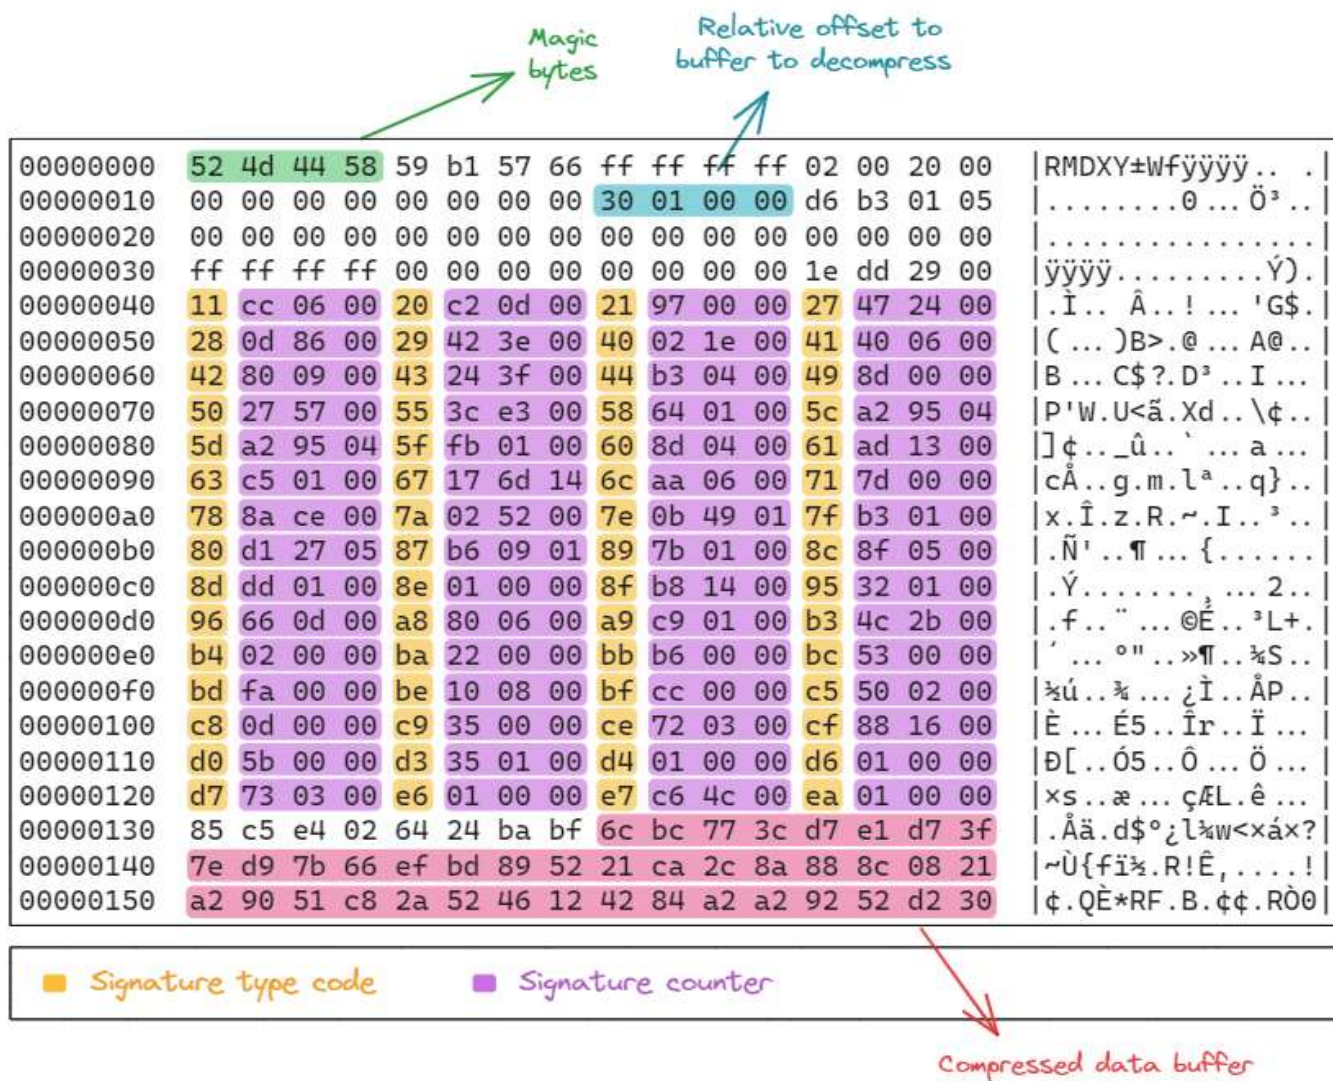 Magic
bytes
Relative offset to
buffer to decompress
00000000 52 4d 44 58 59 b1 57 66 ff ff ff ff 02 00 20 00 |RMDXY±Wfÿÿÿÿ.. .|
00000010 00 00 00 00 00 00 00 00 30 01 00 00 d6 b3 01 05 |........0...Ö³..|
00000020 00 00 00 00 00 00 00 00 00 00 00 00 00 00 00 00 |................|
00000030 ff ff ff ff 00 00 00 00 00 00 00 00 1e dd 29 00 |ÿÿÿÿ.........Ý).|
00000040 11 cc 06 00 20 c2 0d 00 21 97 00 00 27 47 24 00 |.Ì.. Â..!...'G$.|
00000050 28 0d 86 00 29 42 3e 00 40 02 1e 00 41 40 06 00 |(...)B>.@...A@..|
00000060 42 80 09 00 43 24 3f 00 44 b3 04 00 49 8d 00 00 |B...C$?.D³..I...|
00000070 50 27 57 00 55 3c e3 00 58 64 01 00 5c a2 95 04 |P'W.U<ã.Xd..\¢..|
00000080 5d a2 95 04 5f fb 01 00 60 8d 04 00 61 ad 13 00 |]¢.._û..`...a...|
00000090 63 c5 01 00 67 17 6d 14 6c aa 06 00 71 7d 00 00 |cÅ..g.m.lª..q}..|
000000a0 78 8a ce 00 7a 02 52 00 7e 0b 49 01 7f b3 01 00 |x.Î.z.R.~.I..³..|
000000b0 80 d1 27 05 87 b6 09 01 89 7b 01 00 8c 8f 05 00 |.Ñ'..¶...{......|
000000c0 8d dd 01 00 8e 01 00 00 8f b8 14 00 95 32 01 00 |.Ý.......¸...2..|
000000d0 96 66 0d 00 a8 80 06 00 a9 c9 01 00 b3 4c 2b 00 |.f..¨...©É..³L+.|
000000e0 b4 02 00 00 ba 22 00 00 bb b6 00 00 bc 53 00 00 |´...º"..»¶..¼S..|
000000f0 bd fa 00 00 be 10 08 00 bf cc 00 00 c5 50 02 00 |½ú..¾...¿Ì..ÅP..|
00000100 c8 0d 00 00 c9 35 00 00 ce 72 03 00 cf 88 16 00 |È...É5..Îr..Ï...|
00000110 d0 5b 00 00 d3 35 01 00 d4 01 00 00 d6 01 00 00 |Ð[..Ó5..Ô...Ö...|
00000120 d7 73 03 00 e6 01 00 00 e7 c6 4c 00 ea 01 00 00 |×s..æ...çÆL.ê...|
00000130 85 c5 e4 02 64 24 ba bf 6c bc 77 3c d7 e1 d7 3f |.Åä.d$º¿l¼w<×á×?|
00000140 7e d9 7b 66 ef bd 89 52 21 ca 2c 8a 88 8c 08 21 |~Ù{fï½.R!Ê,....!|
00000150 a2 90 51 c8 2a 52 46 12 42 84 a2 a2 92 52 d2 30 |¢.QÈ*RF.B.¢¢.RÒ0|
Signature type code
Signature counter
Compressed data buffer